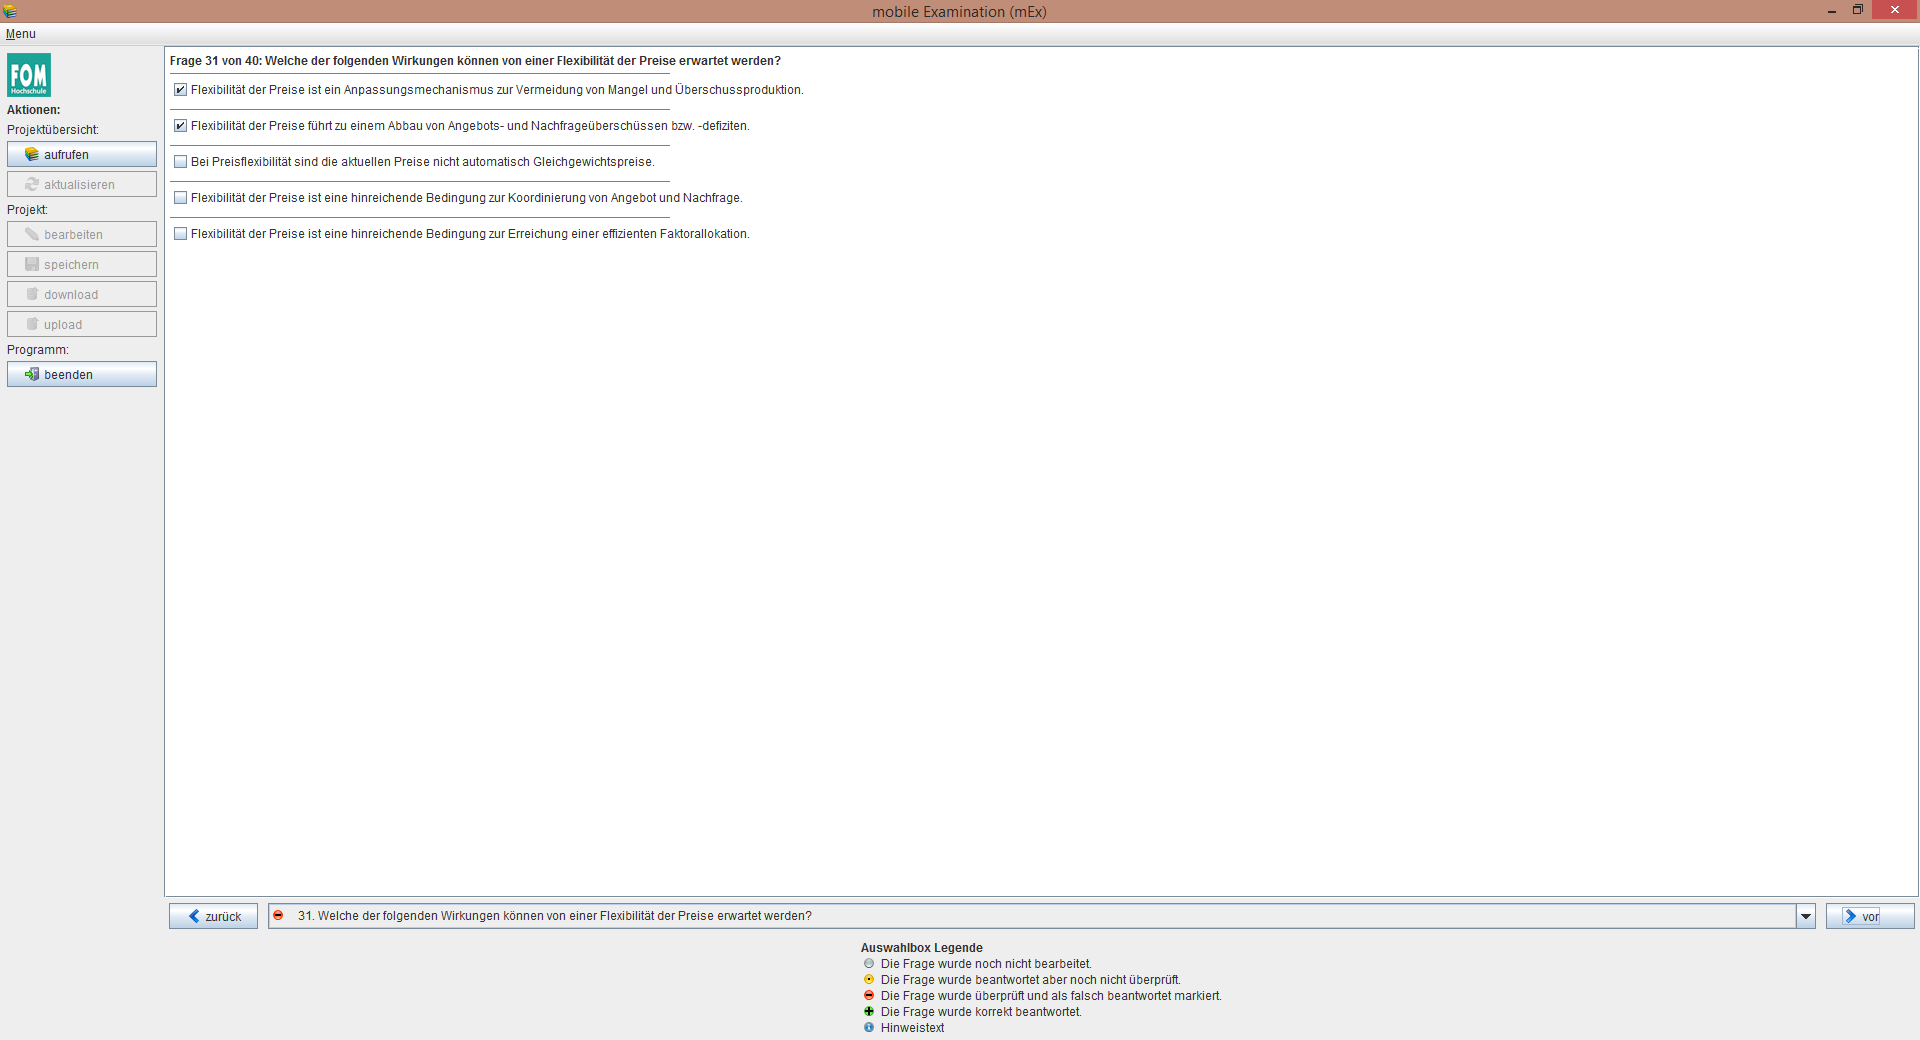 mobile Examination (mEx)
Menu
FOM
Hochschule
Aktionen:
Projektübersicht:
aufrufen
aktualisieren
Projekt:
bearbeiten
speichern
download
upload
Programm:
beenden
Frage 31 von 40: Welche der folgenden Wirkungen können von einer Flexibilität der Preise erwartet werden?
Flexibilität der Preise ist ein Anpassungsmechanismus zur Vermeidung von Mangel und Überschussproduktion.
Flexibilität der Preise führt zu einem Abbau von Angebots- und Nachfrageüberschüssen bzw. -defiziten.
Bei Preisflexibilität sind die aktuellen Preise nicht automatisch Gleichgewichtspreise.
Flexibilität der Preise ist eine hinreichende Bedingung zur Koordinierung von Angebot und Nachfrage.
Flexibilität der Preise ist eine hinreichende Bedingung zur Erreichung einer effizienten Faktorallokation.
zurück
31. Welche der folgenden Wirkungen können von einer Flexibilität der Preise erwartet werden?
vor
Auswahlbox Legende
Die Frage wurde noch nicht bearbeitet.
Die Frage wurde beantwortet aber noch nicht überprüft.
Die Frage wurde überprüft und als falsch beantwortet markiert.
Die Frage wurde korrekt beantwortet.
Hinweistext